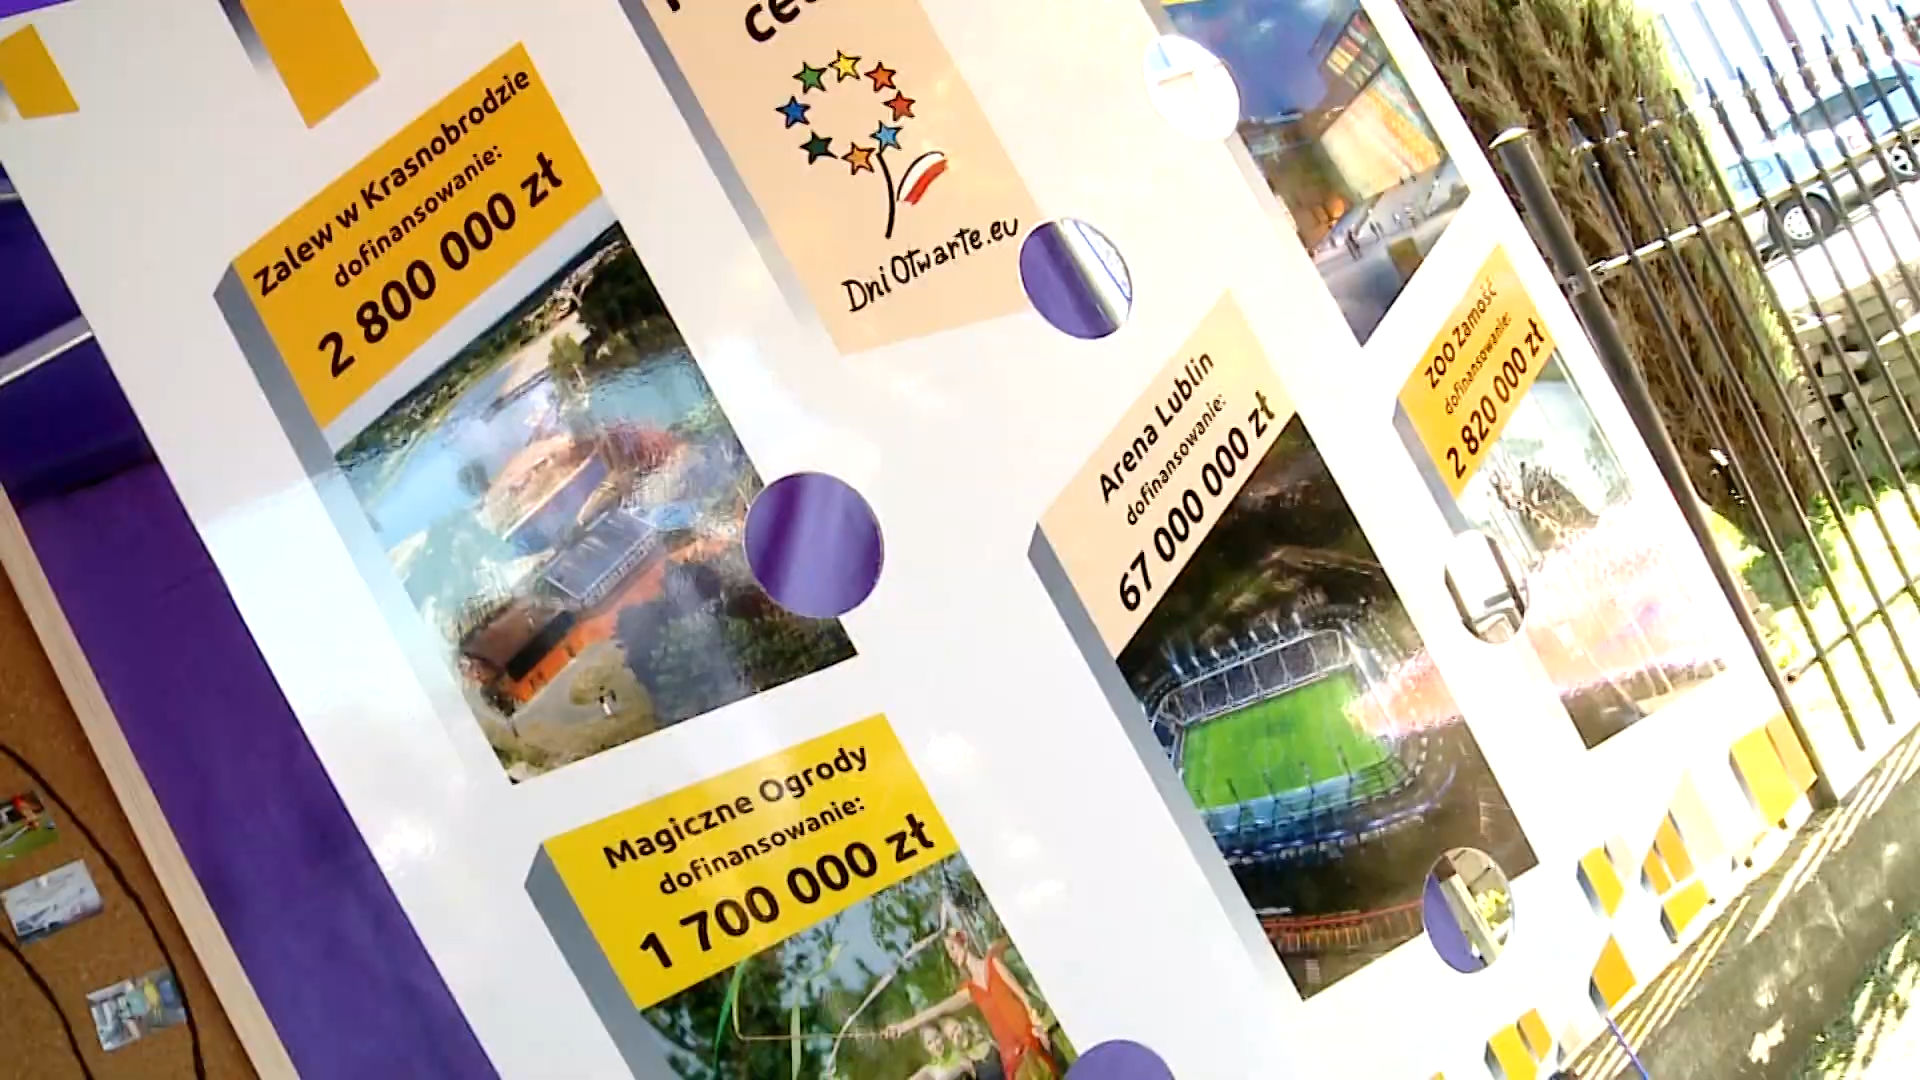 Zalew w Krasnobrodzie
dofinansowanie:
2 800 000 zł
DniOtwarte.eu
Arena Lublin
dofinansowanie:
67 000 000 zł
ZOO Zamość
dofinansowanie:
2 820 000 zł
Magiczne Ogrody
dofinansowanie:
1 700 000 zł